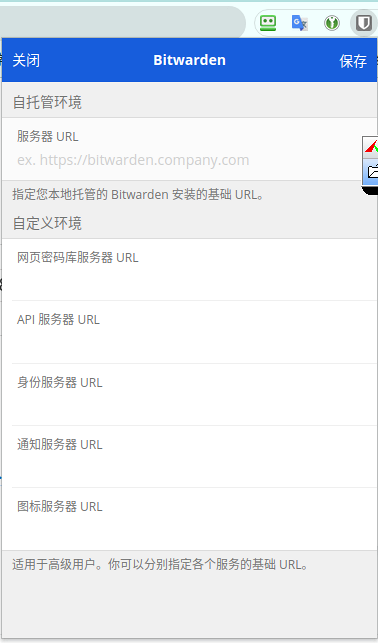 关闭 Bitwarden 保存
自托管环境
服务器 URL
ex. https://bitwarden.company.com
指定您本地托管的 Bitwarden 安装的基础 URL。
自定义环境
网页密码库服务器 URL
API 服务器 URL
身份服务器 URL
通知服务器 URL
图标服务器 URL
适用于高级用户。你可以分别指定各个服务的基础 URL。